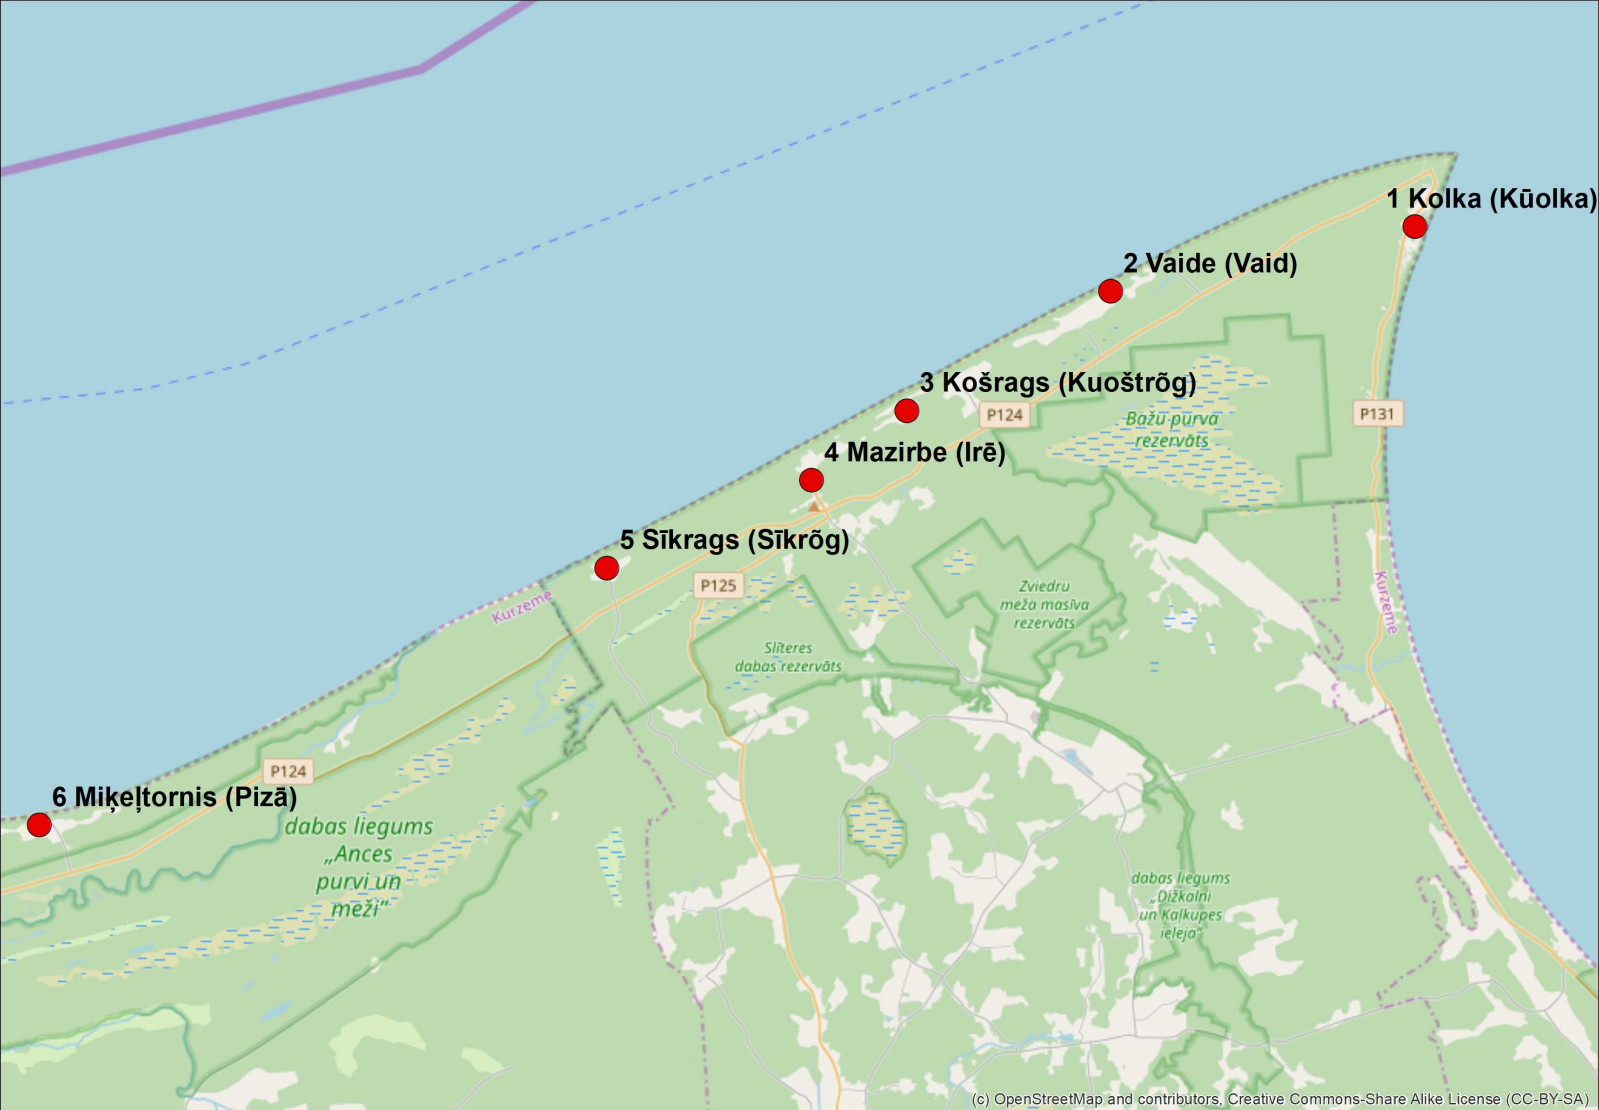 1 Kolka (Kūolka)
2 Vaide (Vaid)
3 Košrags (Kuoštrõg)
P124
P131
Bažu purva
rezervāts
4 Mazirbe (Irē)
5 Sīkrags (Sīkrõg)
P125
Kurzeme
Kurzeme
Zviedru
meža masīva
rezervāts
Slīteres
dabas rezervāts
P124
6 Miķeļtornis (Pizā)
dabas liegums
„Ances
purvi un
meži“
dabas liegums
„Dižkalni
un Kaļķupes
ieleja“
(c) OpenStreetMap and contributors, Creative Commons-Share Alike License (CC-BY-SA)